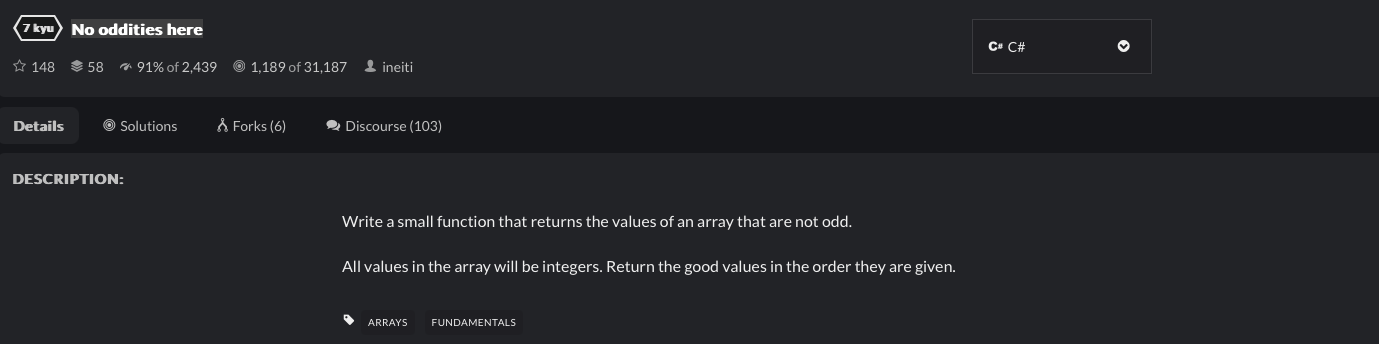 7 kyu No oddities here
C# C#
148 58 91% of 2,439 1,189 of 31,187 ineiti
Details Solutions Forks (6) Discourse (103)
DESCRIPTION:
Write a small function that returns the values of an array that are not odd.
All values in the array will be integers. Return the good values in the order they are given.
ARRAYS FUNDAMENTALS